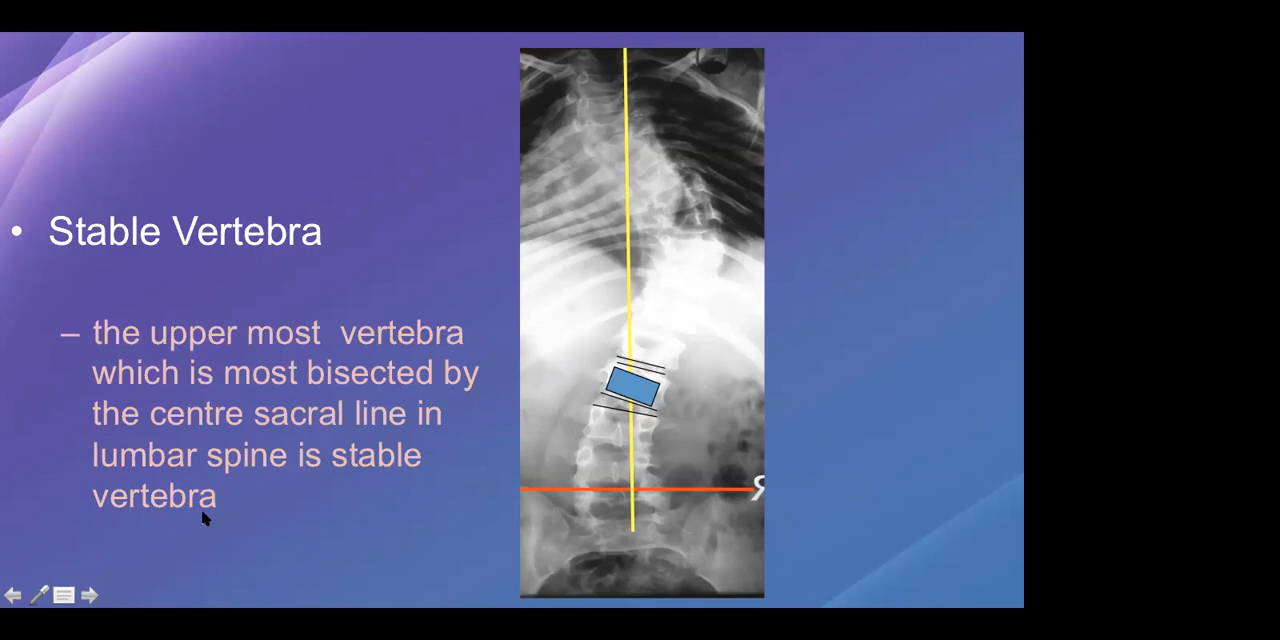 • Stable Vertebra
– the upper most vertebra
which is most bisected by
the centre sacral line in
lumbar spine is stable
vertebra
R